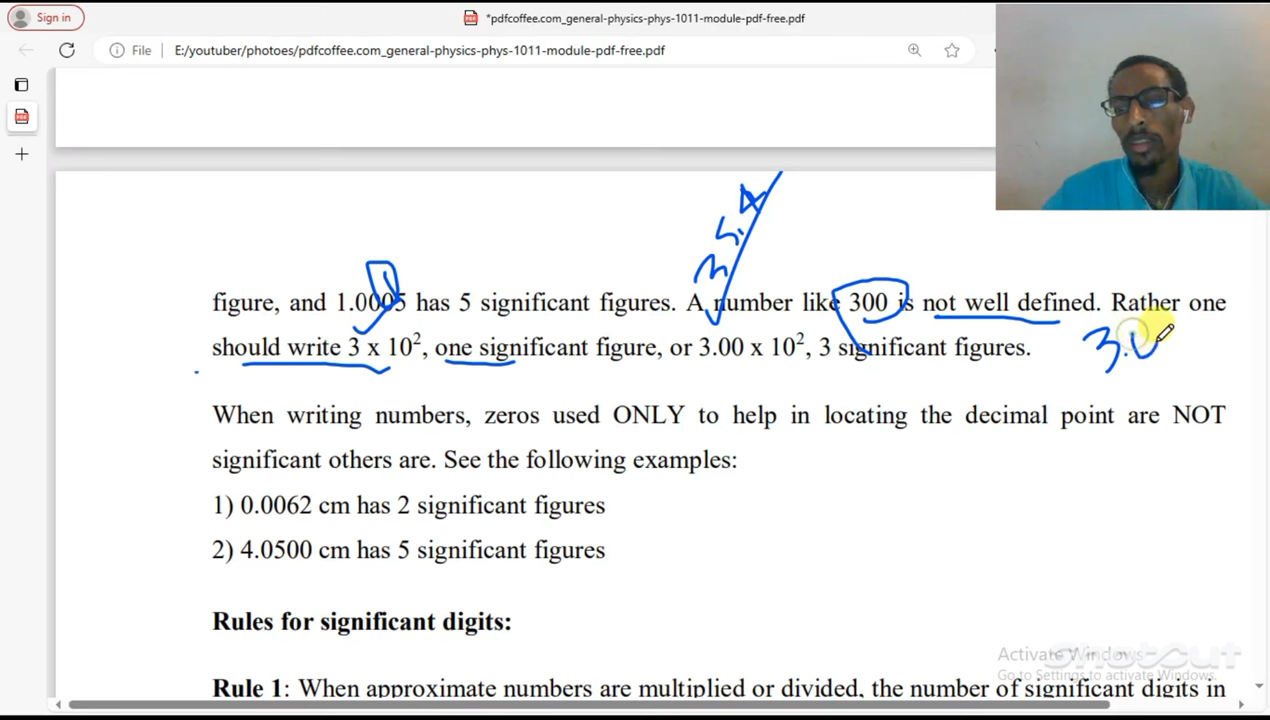 Sign in
*pdfcoffee.com_general-physics-phys-1011-module-pdf-free.pdf
File | E:/youtuber/photoes/pdfcoffee.com_general-physics-phys-1011-module-pdf-free.pdf
3 S.
figure, and 1.0005 has 5 significant figures. A number like 300 is not well defined. Rather one
should write 3 x 10², one significant figure, or 3.00 x 10², 3 significant figures.
3.0
When writing numbers, zeros used ONLY to help in locating the decimal point are NOT
significant others are. See the following examples:
1) 0.0062 cm has 2 significant figures
2) 4.0500 cm has 5 significant figures
Rules for significant digits:
Activate Windows
Shotcut
Go to Settings to activate Windows.
Rule 1: When approximate numbers are multiplied or divided, the number of significant digits in